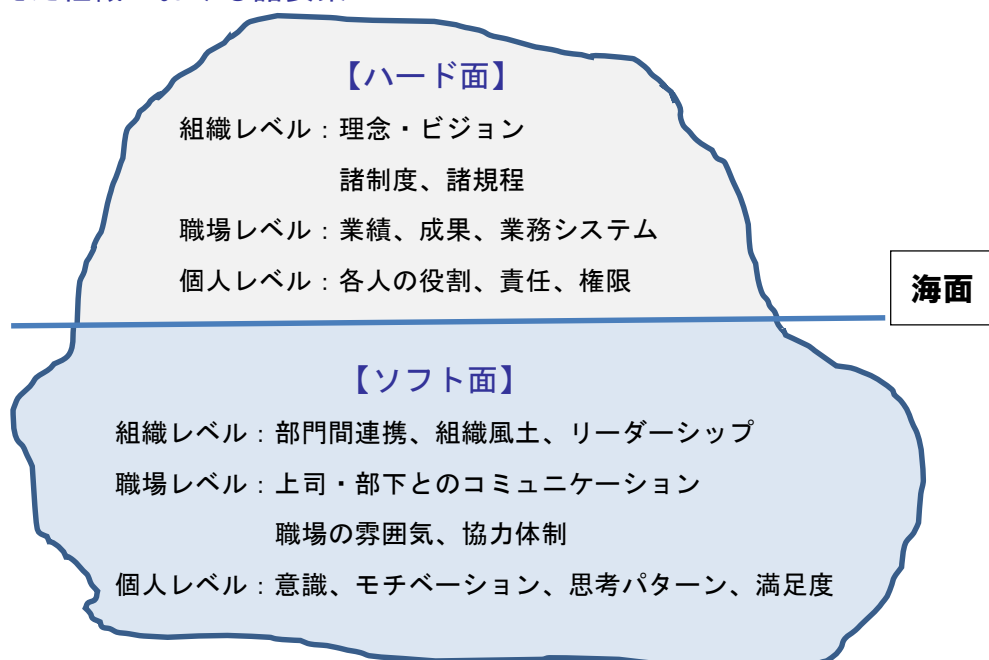 【ハード面】
組織レベル：理念・ビジョン
諸制度、諸規程
職場レベル：業績、成果、業務システム
個人レベル：各人の役割、責任、権限
海面
【ソフト面】
組織レベル：部門間連携、組織風土、リーダーシップ
職場レベル：上司・部下とのコミュニケーション
職場の雰囲気、協力体制
個人レベル：意識、モチベーション、思考パターン、満足度